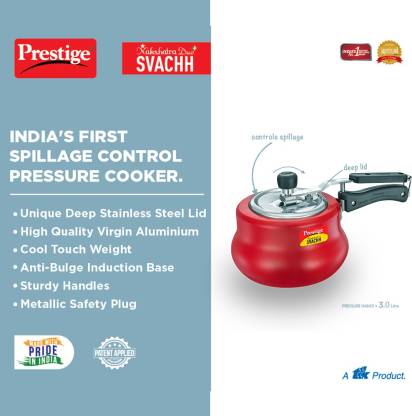 Prestige
Nakshatra Duo
SVACHH
INDIA'S FIRST
SPILLAGE CONTROL
PRESSURE COOKER.
• Unique Deep Stainless Steel Lid
• High Quality Virgin Aluminium
• Cool Touch Weight
• Anti-Bulge Induction Base
• Sturdy Handles
• Metallic Safety Plug
MADE WITH
PRIDE
IN INDIA
PATENT APPLIED
controls spillage
deep lid
Prestige
SVACHH
PRESSURE HANDI • 3.0 Litre
A ttk Product.